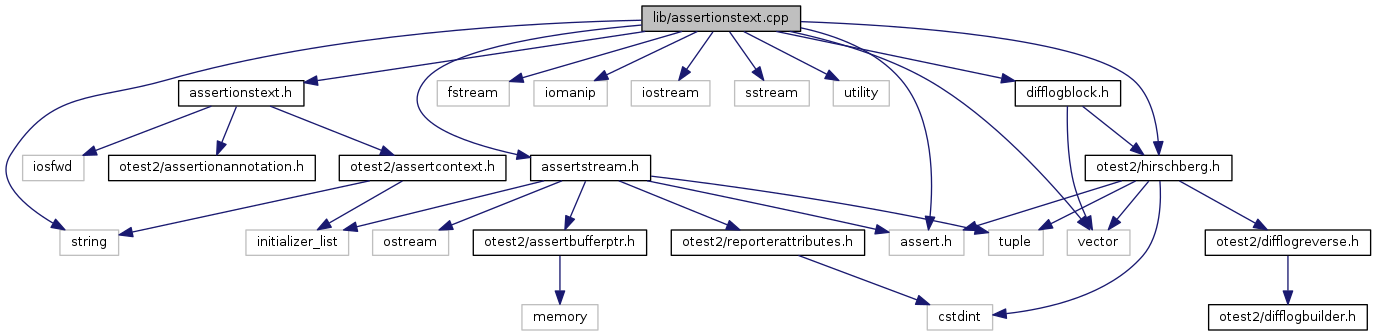 lib/assertionstext.cpp
assertionstext.h
fstream
iomanip
iostream
sstream
utility
difflogblock.h
iosfwd
otest2/assertionannotation.h
otest2/assertcontext.h
assertstream.h
otest2/hirschberg.h
string
initializer_list
ostream
otest2/assertbufferptr.h
otest2/reporterattributes.h
assert.h
tuple
vector
otest2/difflogreverse.h
memory
cstdint
otest2/difflogbuilder.h